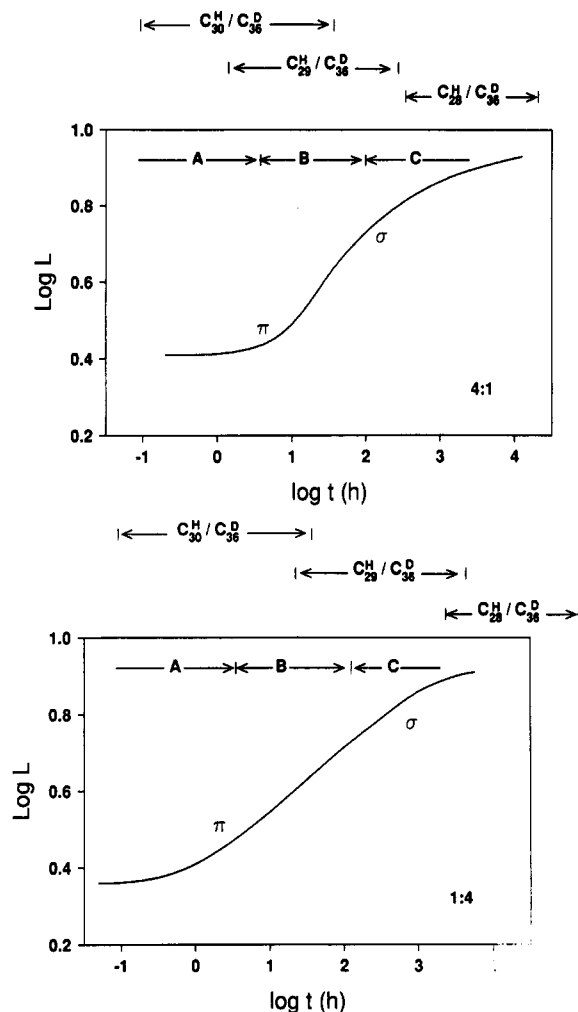 C₃₀ᴴ / C₃₆ᴰ
C₂₉ᴴ / C₃₆ᴰ
C₂₈ᴴ / C₃₆ᴰ
1.0
A B C
0.8
σ
Log L
0.6
π
0.4
4:1
0.2
-1 0 1 2 3 4
log t (h)
C₃₀ᴴ / C₃₆ᴰ
C₂₉ᴴ / C₃₆ᴰ
C₂₈ᴴ / C₃₆ᴰ
1.0
A B C
0.8
σ
Log L
0.6
π
0.4
1:4
0.2
-1 0 1 2 3
log t (h)